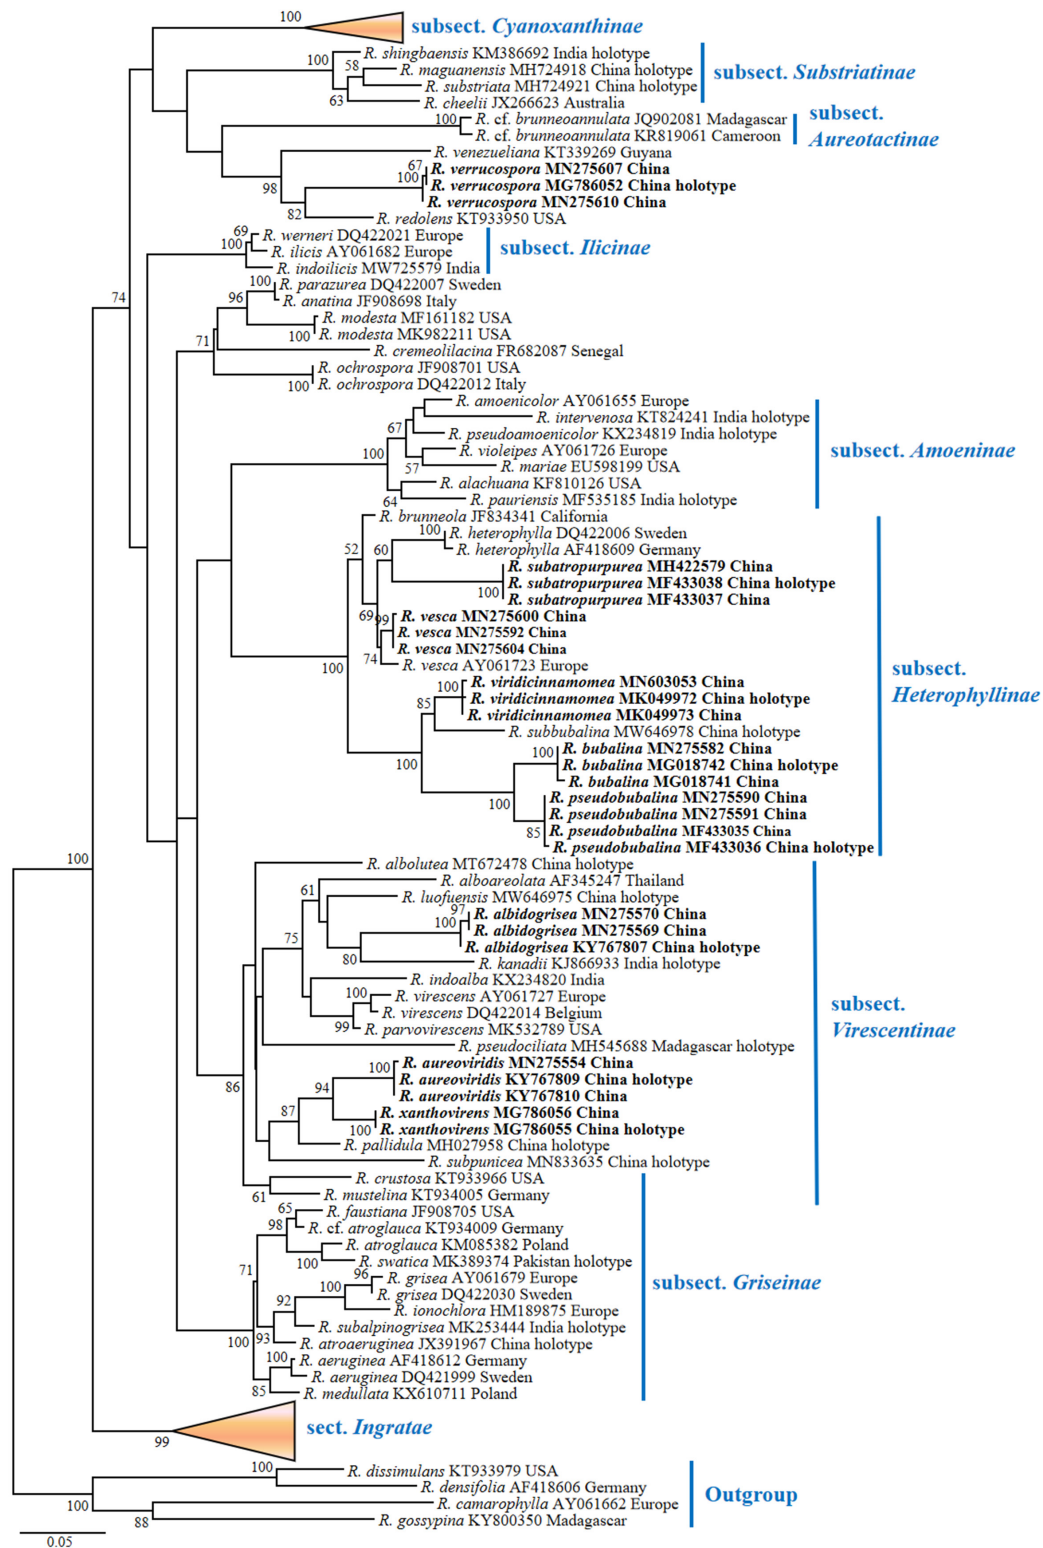 100
subsect. Cyanoxanthinae
R. shingbaensis KM386692 India holotype
100
58
R. maguanensis MH724918 China holotype
subsect. Substriatinae
R. substriata MH724921 China holotype
63
R. cheelii JX266623 Australia
100
R. cf. brunneoannulata JQ902081 Madagascar
subsect.
Aureotactinae
R. cf. brunneoannulata KR819061 Cameroon
R. venezueliana KT339269 Guyana
67
R. verrucospora MN275607 China
100
98
R. verrucospora MG786052 China holotype
R. verrucospora MN275610 China
82
R. redolens KT933950 USA
69
R. werneri DQ422021 Europe
100
R. ilicis AY061682 Europe
subsect. Ilicinae
R. indoilicis MW725579 India
74
100
R. parazurea DQ422007 Sweden
96
R. anatina JF908698 Italy
R. modesta MF161182 USA
100
R. modesta MK982211 USA
71
R. cremeolilacina FR682087 Senegal
R. ochrospora JF908701 USA
100
R. ochrospora DQ422012 Italy
R. amoenicolor AY061655 Europe
R. intervenosa KT824241 India holotype
67
R. pseudoamoenicolor KX234819 India holotype
100
R. violeipes AY061726 Europe
subsect. Amoeninae
57
R. mariae EU598199 USA
R. alachuana KF810126 USA
64
R. pauriensis MF535185 India holotype
R. brunneola JF834341 California
100
R. heterophylla DQ422006 Sweden
52
60
R. heterophylla AF418609 Germany
R. subatropurpurea MH422579 China
R. subatropurpurea MF433038 China holotype
100
R. subatropurpurea MF433037 China
69
99
R. vesca MN275600 China
R. vesca MN275592 China
R. vesca MN275604 China
100
74
R. vesca AY061723 Europe
subsect.
Heterophyllinae
100
R. viridicinnamomea MN603053 China
85
R. viridicinnamomea MK049972 China holotype
R. viridicinnamomea MK049973 China
R. subbubalina MW646978 China holotype
100
100
R. bubalina MN275582 China
R. bubalina MG018742 China holotype
R. bubalina MG018741 China
100
R. pseudobubalina MN275590 China
R. pseudobubalina MN275591 China
85
R. pseudobubalina MF433035 China
R. pseudobubalina MF433036 China holotype
100
R. albolutea MT672478 China holotype
R. alboareolata AF345247 Thailand
61
R. luofuensis MW646975 China holotype
97
R. albidogrisea MN275570 China
100
R. albidogrisea MN275569 China
75
R. albidogrisea KY767807 China holotype
80
R. kanadii KJ866933 India holotype
R. indoalba KX234820 India
100
R. virescens AY061727 Europe
subsect.
Virescentinae
R. virescens DQ422014 Belgium
99
R. parvovirescens MK532789 USA
R. pseudociliata MH545688 Madagascar holotype
R. aureoviridis MN275554 China
100
R. aureoviridis KY767809 China holotype
86
94
R. aureoviridis KY767810 China
87
R. xanthovirens MG786056 China
100
R. xanthovirens MG786055 China holotype
R. pallidula MH027958 China holotype
R. subpunicea MN833635 China holotype
R. crustosa KT933966 USA
61
R. mustelina KT934005 Germany
65
R. faustiana JF908705 USA
98
R. cf. atroglauca KT934009 Germany
R. atroglauca KM085382 Poland
100
R. swatica MK389374 Pakistan holotype
71
96
R. grisea AY061679 Europe
subsect. Griseinae
100
R. grisea DQ422030 Sweden
92
R. ionochlora HM189875 Europe
R. subalpinogrisea MK253444 India holotype
100
93
R. atroaeruginea JX391967 China holotype
100
R. aeruginea AF418612 Germany
R. aeruginea DQ421999 Sweden
85
R. medullata KX610711 Poland
sect. Ingratae
99
100
R. dissimulans KT933979 USA
R. densifolia AF418606 Germany
Outgroup
100
R. camarophylla AY061662 Europe
88
R. gossypina KY800350 Madagascar
0.05